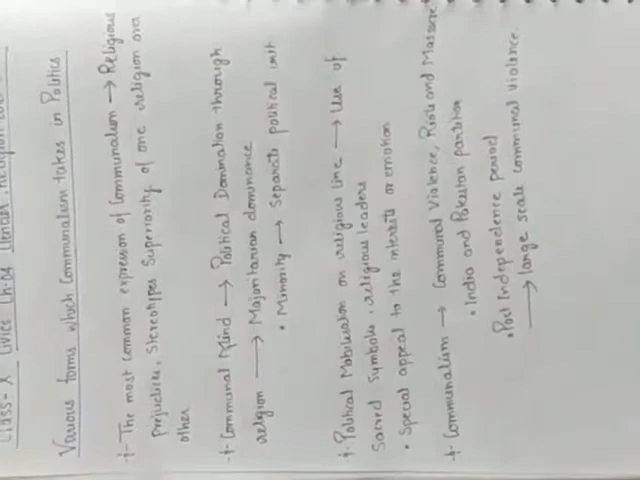 Class-X Civics Ch-04 Gender, Religion
Various forms which Communalism takes in Politics
+ The most common expression of Communalism → Religious
Prejudices, Stereotypes Superiority of one religion over
other
+ Communal Mind → Political Domination through
religion → Majoritarian dominance
• Minority → Separate political unit
+ Political Mobilisation on religious line → Use of
Sacred Symbols, religious leaders
• Special appeal to the interests or emotion
+ Communalism → Communal Violence, Riots and Massacre
• India and Pakistan partition
• Post Independence period
→ large scale communal violence